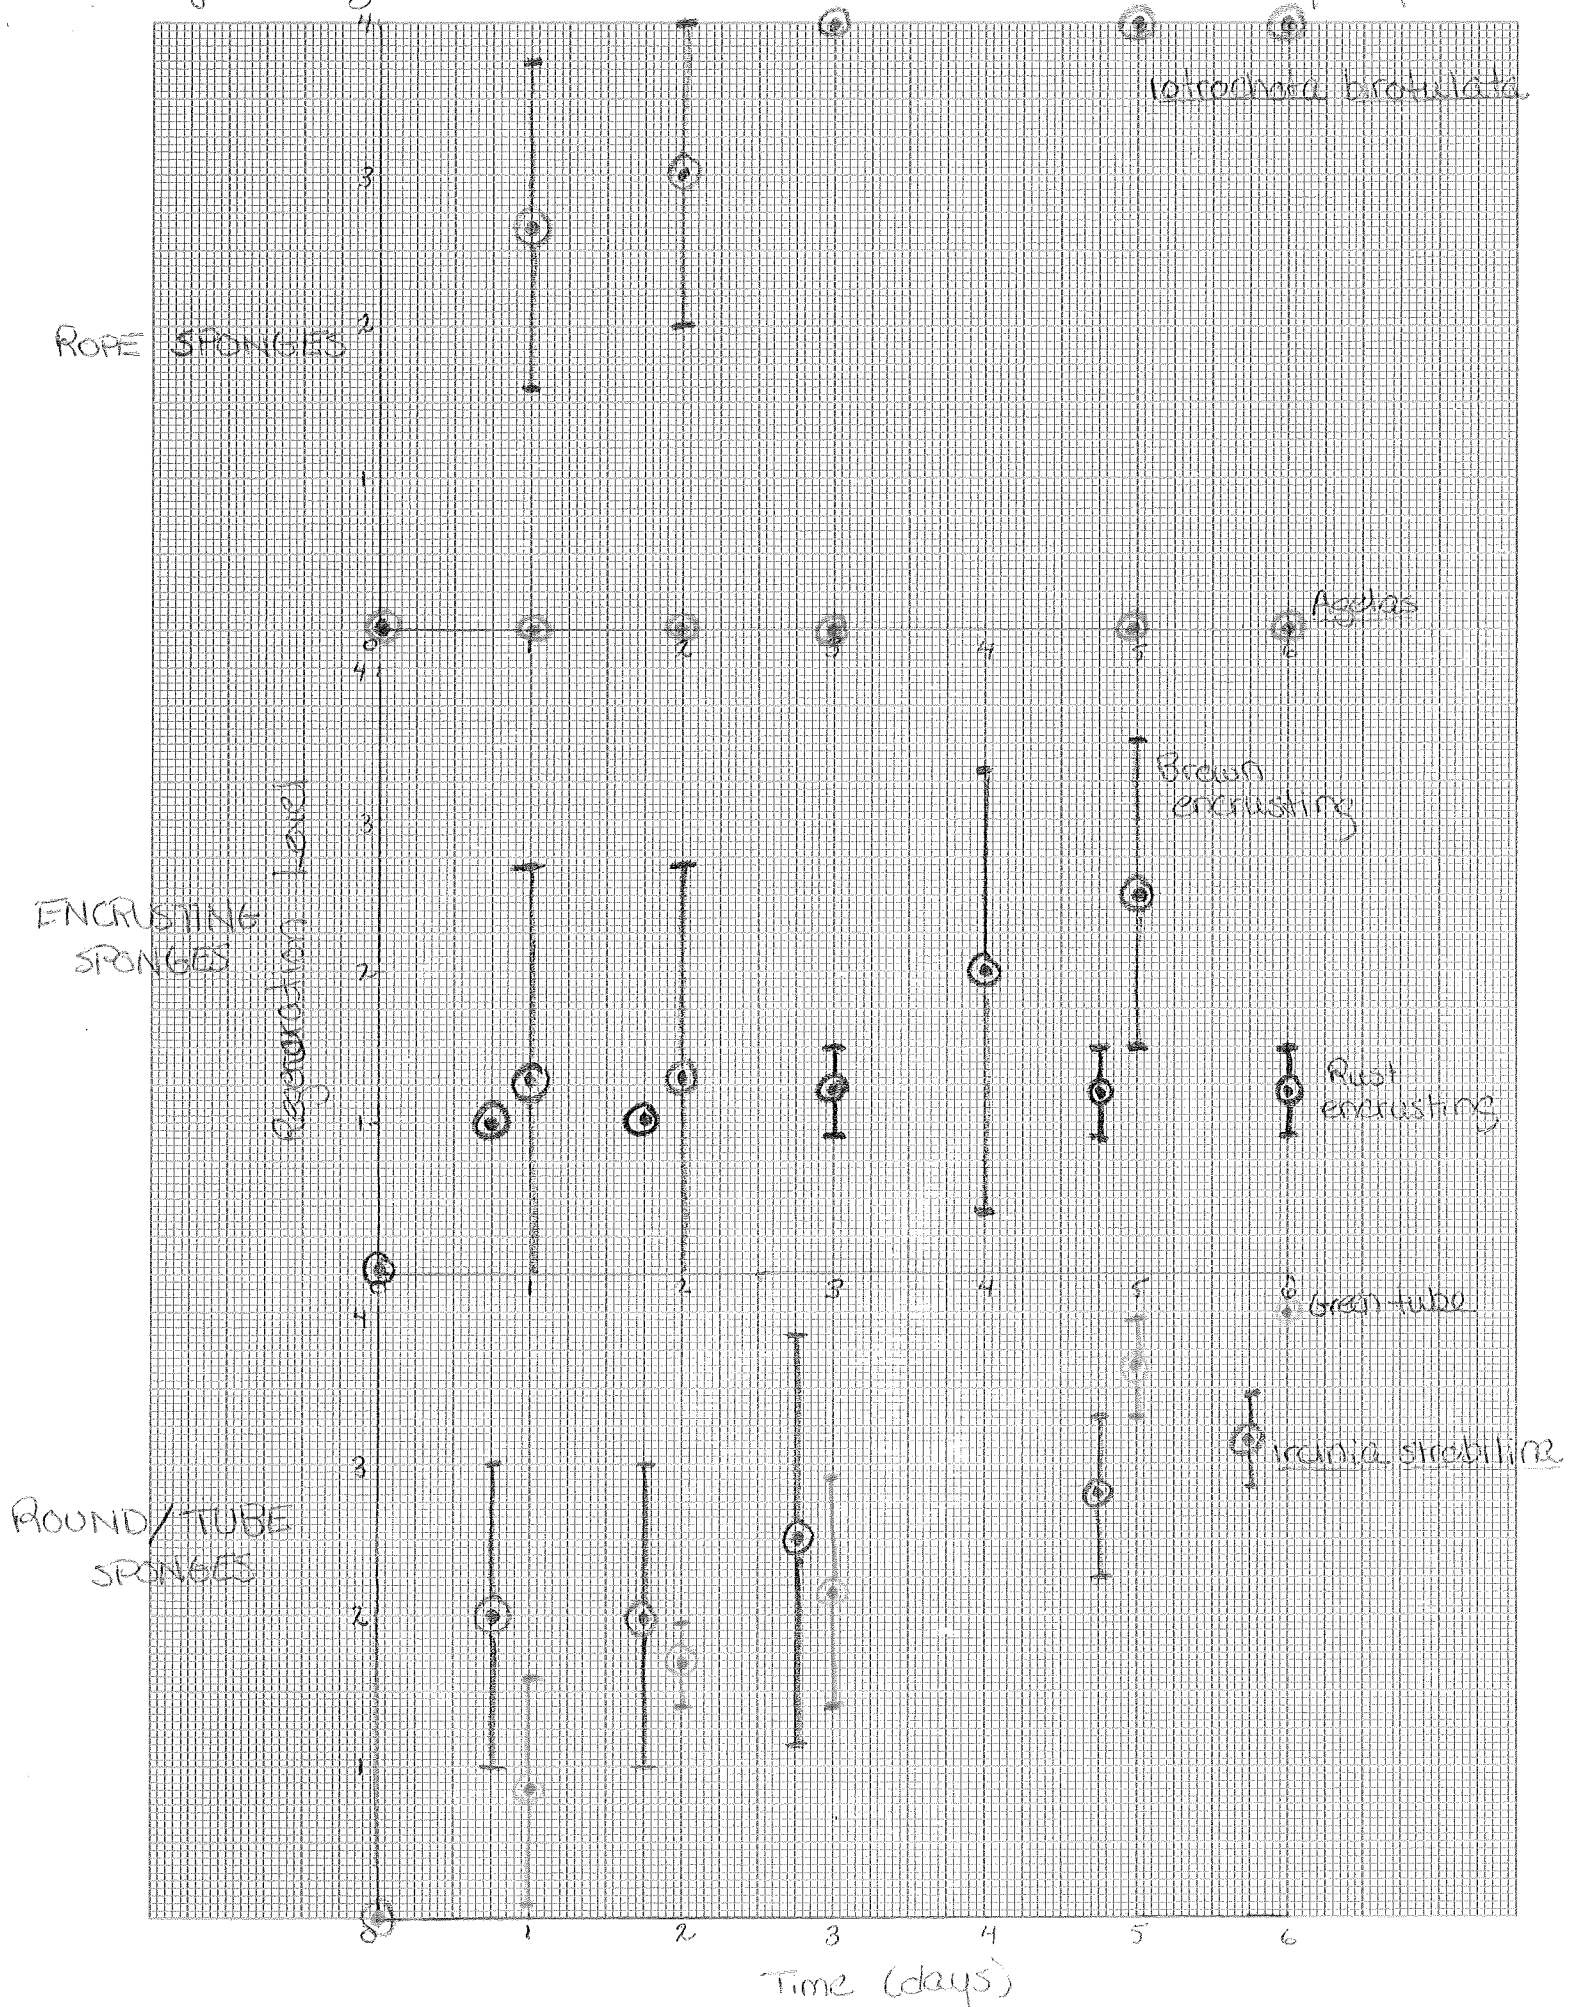 4
Iotrochota birotulata
3
ROPE SPONGES
2
1
Agelas
0 1 2 3 4 5 6
4
Brown
encrusting
3
Regeneration Level
ENCRUSTING
SPONGES
2
Rust
encrusting
1
0 1 2 3 4 5 6
4
Green tube
3
Ircinia strobilina
ROUND/TUBE
SPONGES
2
1
0 1 2 3 4 5 6
Time (days)